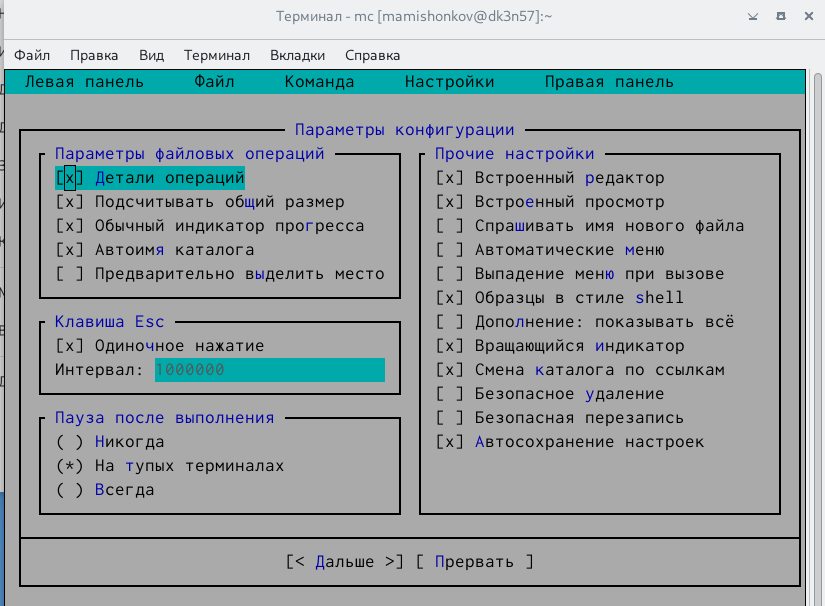 Терминал - mc [mamishonkov@dk3n57]:~
Файл Правка Вид Терминал Вкладки Справка
Левая панель Файл Команда Настройки Правая панель
Параметры конфигурации
Параметры файловых операций
[x] Детали операций
[x] Подсчитывать общий размер
[x] Обычный индикатор прогресса
[x] Автоимя каталога
[ ] Предварительно выделить место
Клавиша Esc
[x] Одиночное нажатие
Интервал: 1000000
Пауза после выполнения
( ) Никогда
(*) На тупых терминалах
( ) Всегда
Прочие настройки
[x] Встроенный редактор
[x] Встроенный просмотр
[ ] Спрашивать имя нового файла
[ ] Автоматические меню
[ ] Выпадение меню при вызове
[x] Образцы в стиле shell
[ ] Дополнение: показывать всё
[x] Вращающийся индикатор
[x] Смена каталога по ссылкам
[ ] Безопасное удаление
[ ] Безопасная перезапись
[x] Автосохранение настроек
[< Дальше >] [ Прервать ]